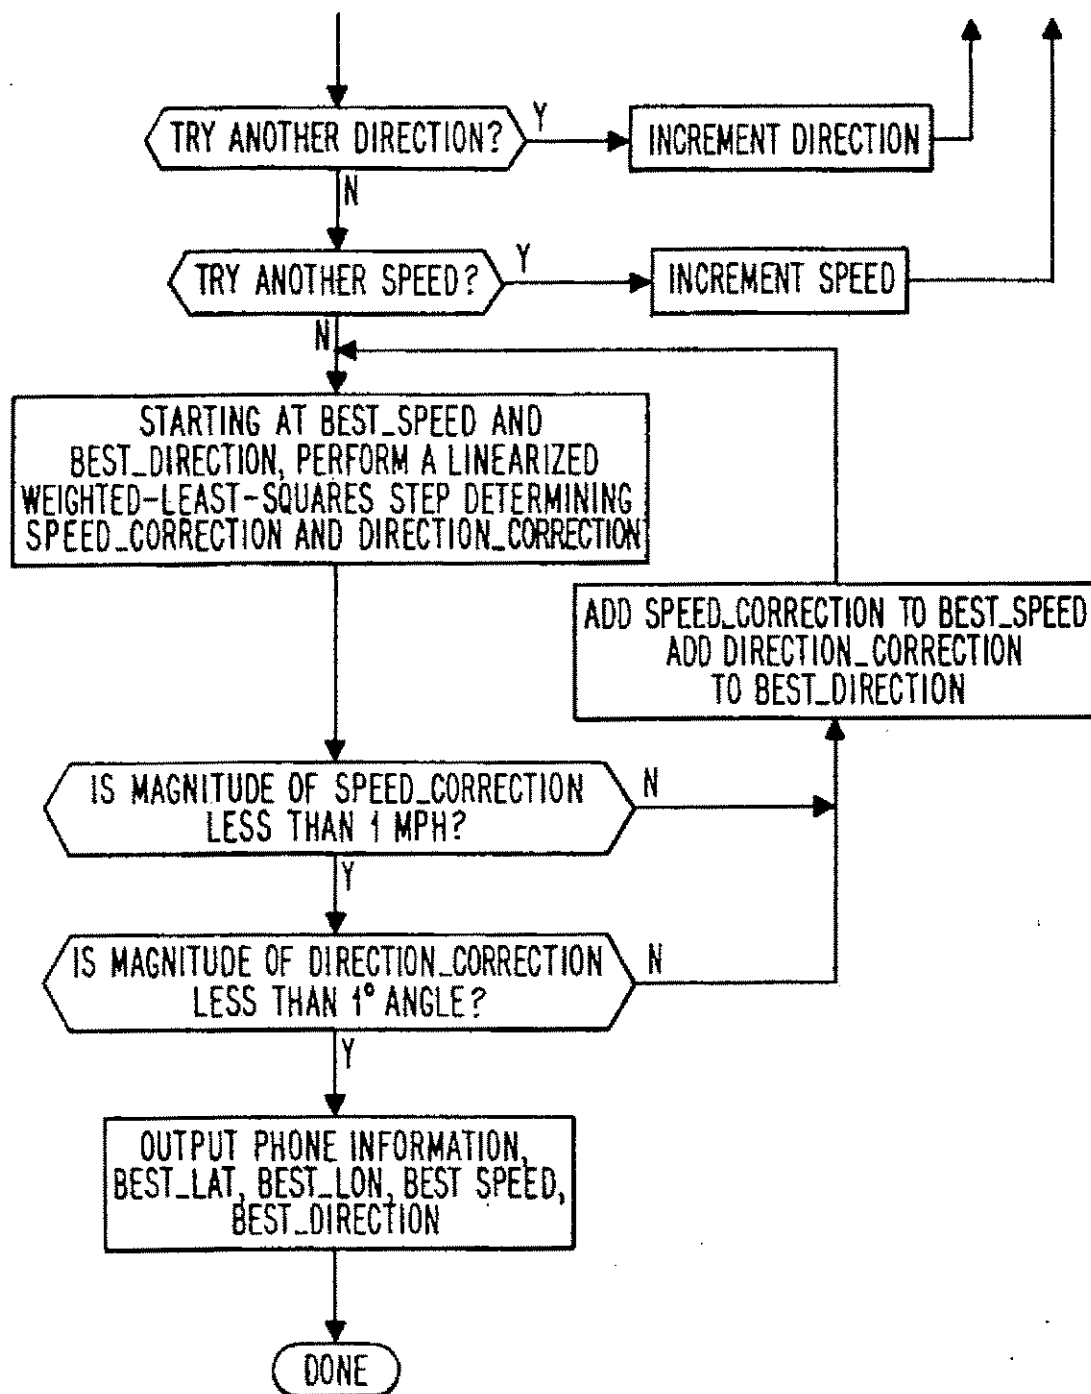 TRY ANOTHER DIRECTION?
Y
INCREMENT DIRECTION
N
TRY ANOTHER SPEED?
Y
INCREMENT SPEED
N
STARTING AT BEST_SPEED AND
BEST_DIRECTION, PERFORM A LINEARIZED
WEIGHTED-LEAST-SQUARES STEP DETERMINING
SPEED_CORRECTION AND DIRECTION_CORRECTION
ADD SPEED_CORRECTION TO BEST_SPEED
ADD DIRECTION_CORRECTION
TO BEST_DIRECTION
IS MAGNITUDE OF SPEED_CORRECTION
LESS THAN 1 MPH?
N
Y
IS MAGNITUDE OF DIRECTION_CORRECTION
LESS THAN 1° ANGLE?
N
Y
OUTPUT PHONE INFORMATION,
BEST_LAT, BEST_LON, BEST SPEED,
BEST_DIRECTION
DONE